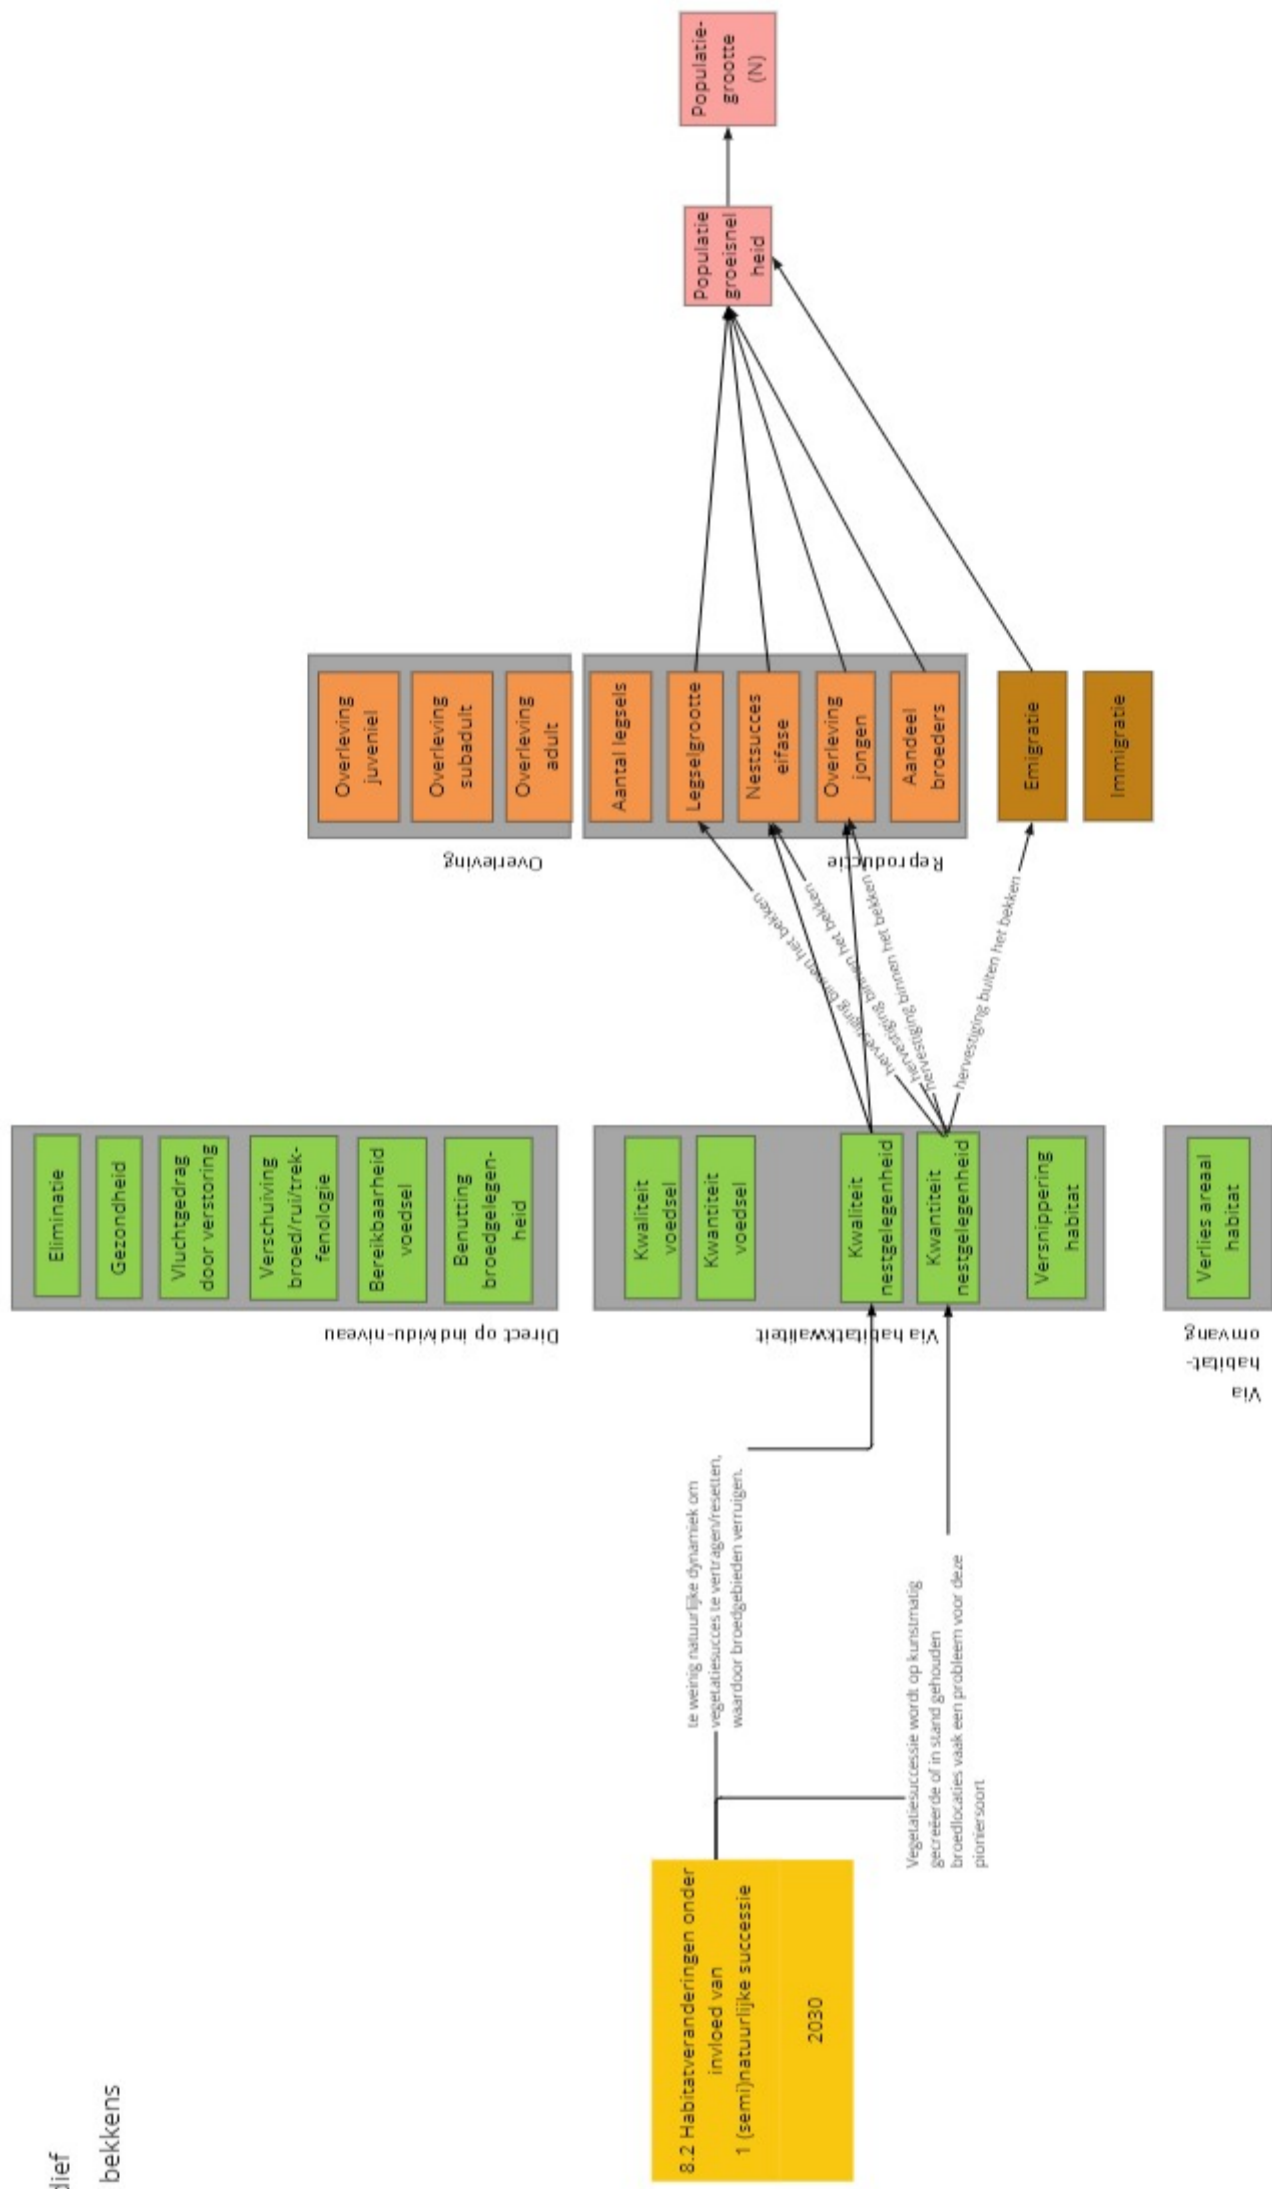 dief
bekkens
8.2 Habitatveranderingen onder
invloed van
1 (semi)natuurlijke successie
2030
te weinig natuurlijke dynamiek om
vegetatiesucces te vertragen/resetten,
waardoor broedgebieden verruigen.
Vegetatiesuccessie wordt op kunstmatig
gecreëerde of in stand gehouden
broedlocaties vaak een probleem voor deze
pioniersoort
Direct op individu-niveau
Eliminatie
Gezondheid
Vluchtgedrag
door verstoring
Verschuiving
broed/rui/trek-
fenologie
Bereikbaarheid
voedsel
Benutting
broedgelegen-
heid
Via habitatkwaliteit
Kwaliteit
voedsel
Kwantiteit
voedsel
Kwaliteit
nestgelegenheid
Kwantiteit
nestgelegenheid
Versnippering
habitat
Via
habitat-
omvang
Verlies areaal
habitat
hervestiging binnen het bekken
hervestiging binnen het bekken
hervestiging binnen het bekken
hervestiging buiten het bekken
Overleving
Overleving
juveniel
Overleving
subadult
Overleving
adult
Reproductie
Aantal legsels
Legselgrootte
Nestsucces
eifase
Overleving
jongen
Aandeel
broeders
Emigratie
Immigratie
Populatie
groeisnel
heid
Populatie-
grootte
(N)